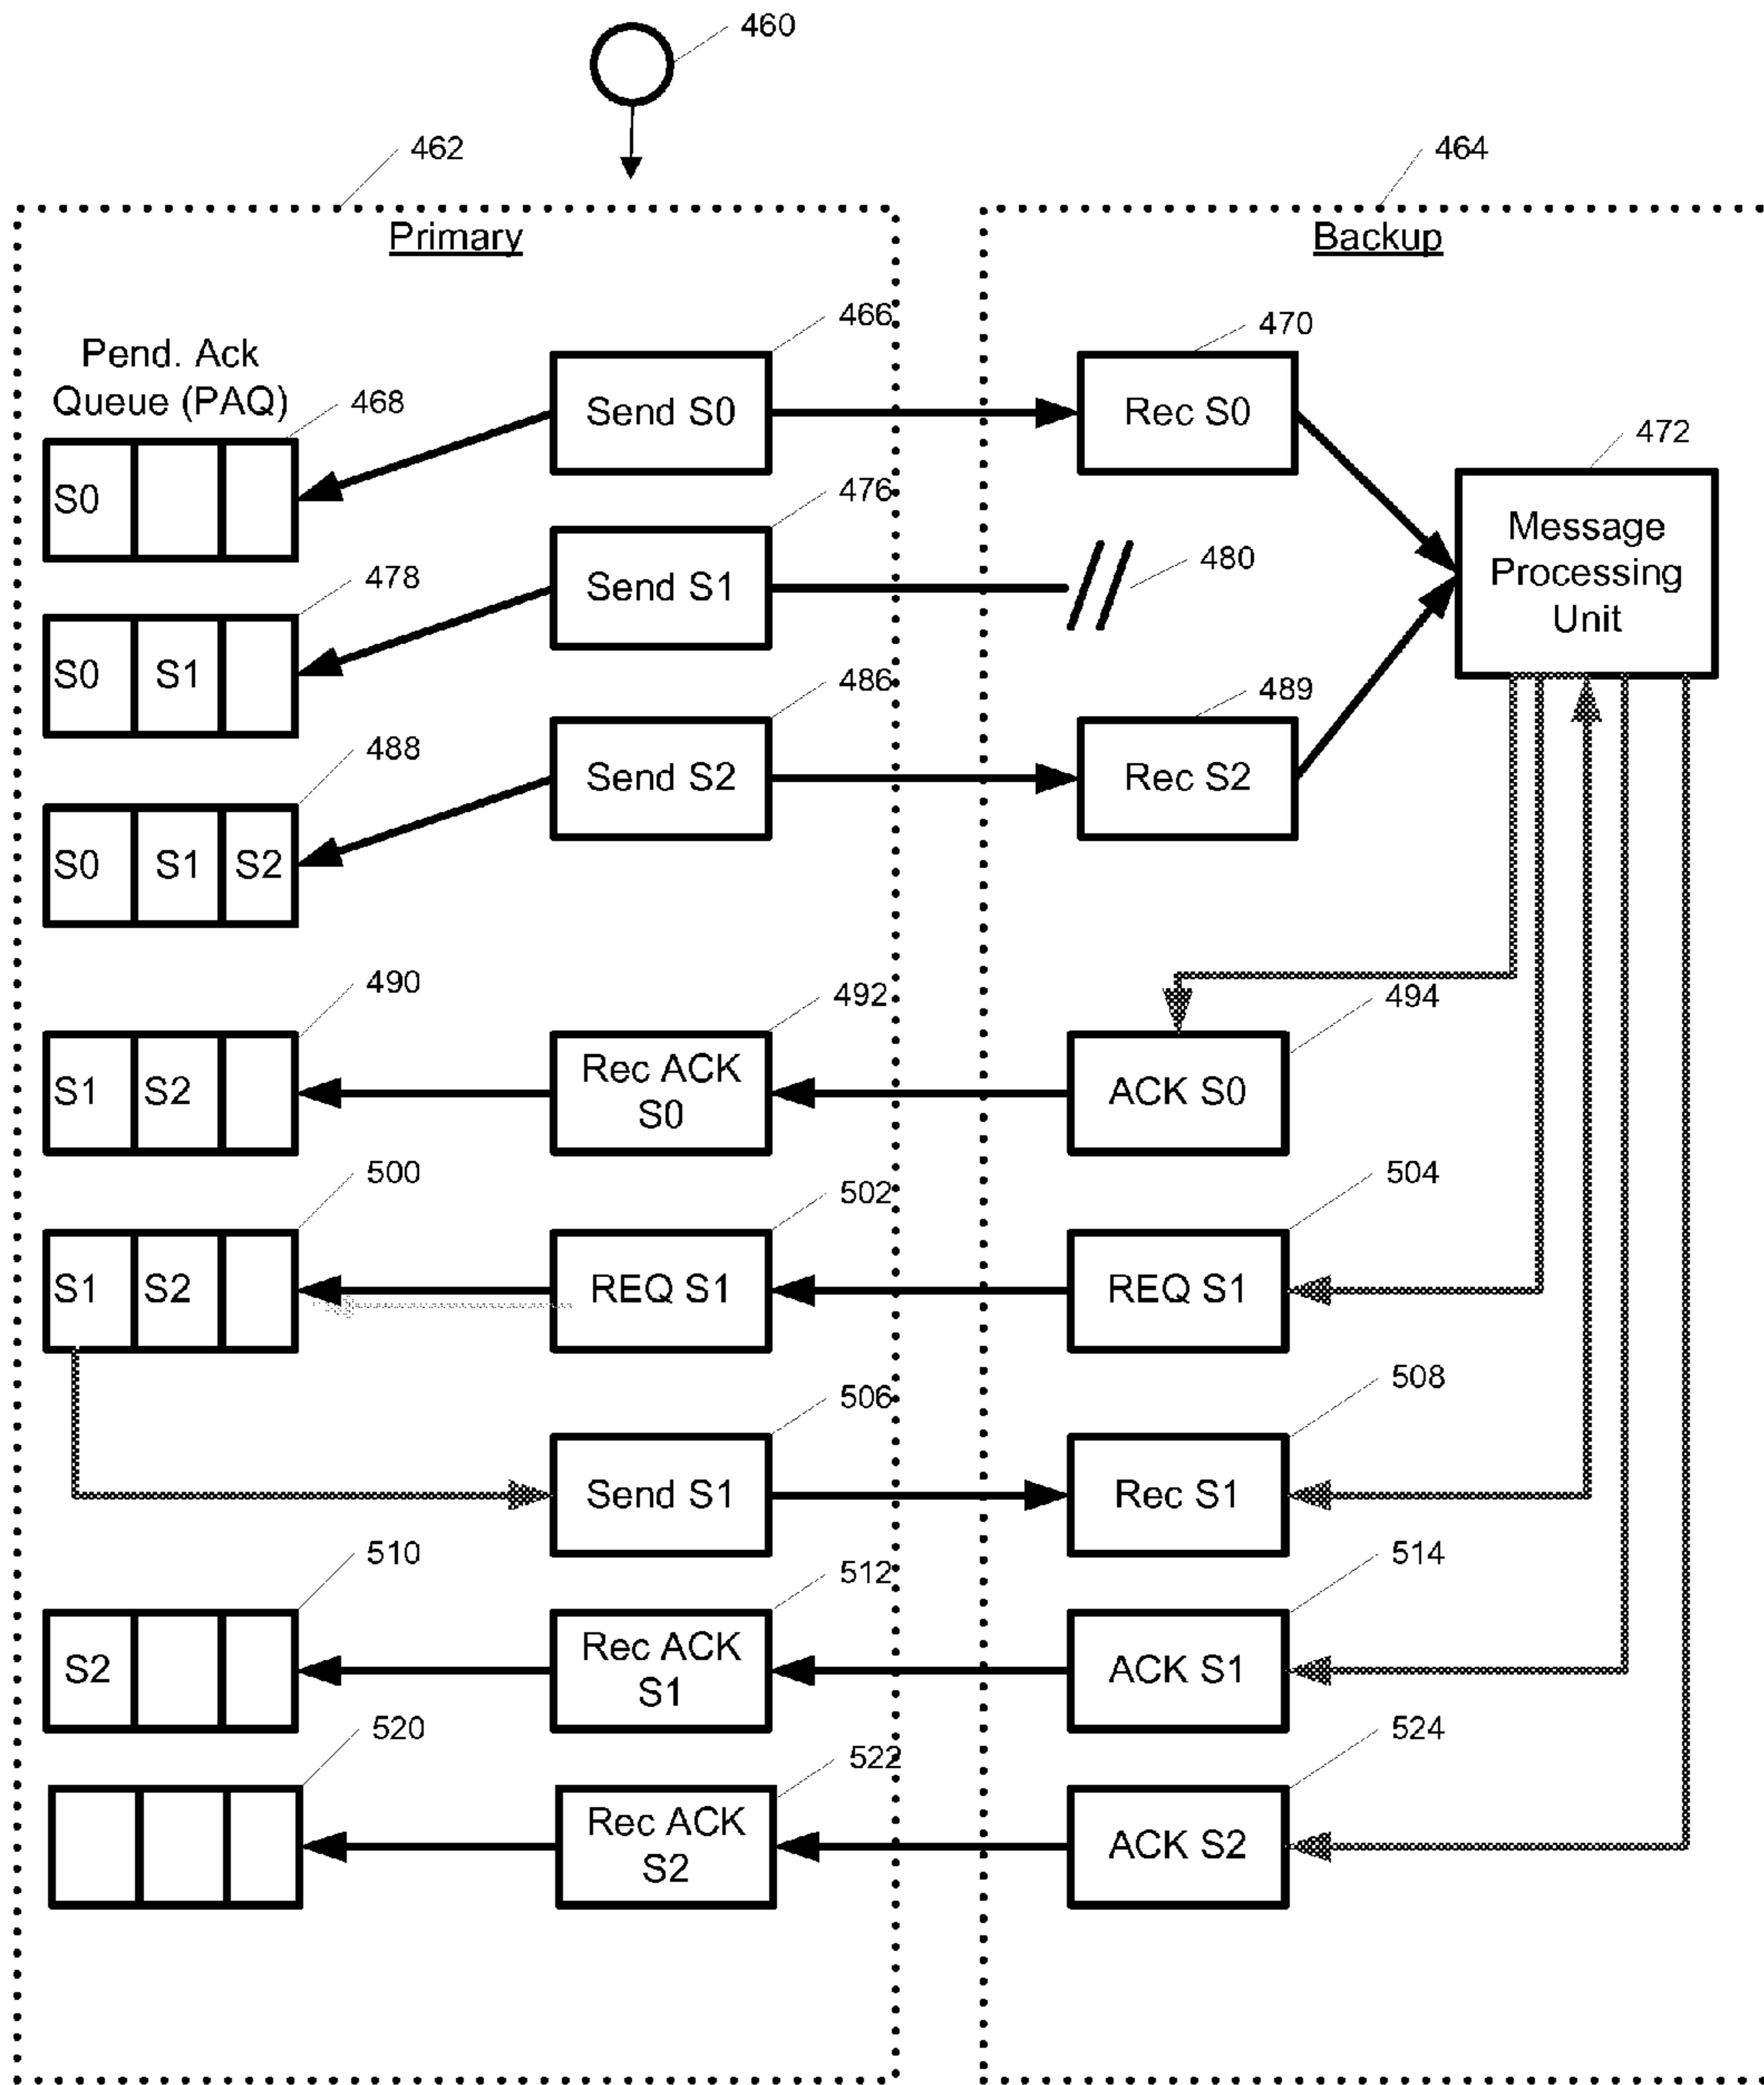 460
462
464
Primary
Backup
466
470
Pend. Ack
Queue (PAQ)
468
Send S0
Rec S0
472
S0
476
Message
Processing
Unit
478
Send S1
480
S0 S1
486
489
488
Send S2
Rec S2
S0 S1 S2
490
492
494
S1 S2
Rec ACK
S0
ACK S0
500
502
504
S1 S2
REQ S1
REQ S1
506
508
Send S1
Rec S1
510
512
514
S2
Rec ACK
S1
ACK S1
520
522
524
Rec ACK
S2
ACK S2